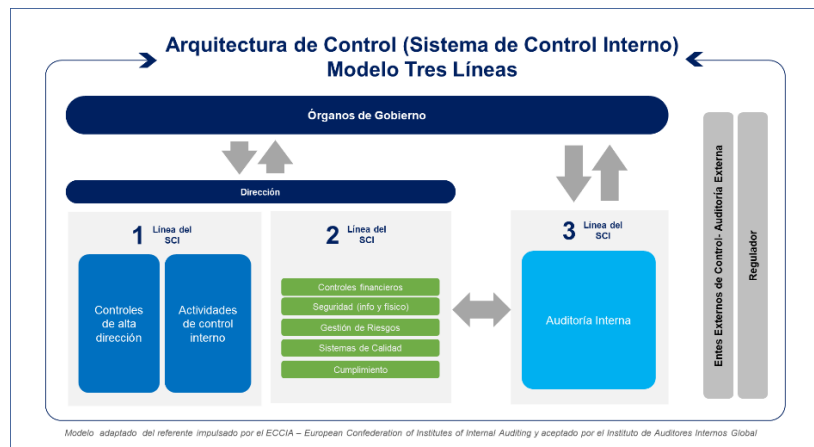 Arquitectura de Control (Sistema de Control Interno)
Modelo Tres Líneas
Órganos de Gobierno
Dirección
1 Línea del
SCI
Controles
de alta
dirección
Actividades
de control
interno
2 Línea del
SCI
Controles financieros
Seguridad (info y físico)
Gestión de Riesgos
Sistemas de Calidad
Cumplimiento
3 Línea del
SCI
Auditoría Interna
Entes Externos de Control- Auditoría Externa
Regulador
Modelo adaptado del referente impulsado por el ECCIA – European Confederation of Institutes of Internal Auditing y aceptado por el Instituto de Auditores Internos Global